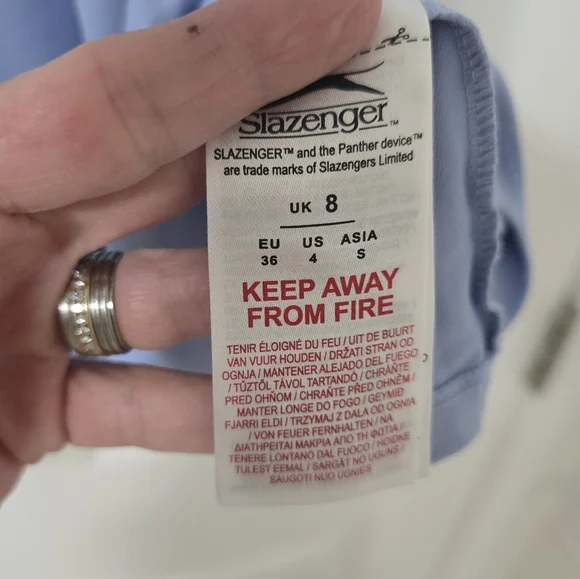 Slazenger™
SLAZENGER™ and the Panther device™
are trade marks of Slazengers Limited
UK 8
EU US ASIA
36 4 S
KEEP AWAY
FROM FIRE
TENIR ÉLOIGNÉ DU FEU / UIT DE BUURT
VAN VUUR HOUDEN / DRŽATI STRAN OD
OGNJA / MANTENER ALEJADO DEL FUEGO
/ TŰZTŐL TÁVOL TARTANDÓ / CHRAŇTE
PRED OHŇOM / CHRAŇTE PŘED OHNĚM /
MANTER LONGE DO FOGO / GEYMIÐ
FJARRI ELDI / TRZYMAJ Z DALA OD OGNIA
/ VON FEUER FERNHALTEN / ΝΑ
ΔΙΑΤΗΡΕΙΤΑΙ ΜΑΚΡΙΑ ΑΠΟ ΤΗ ΦΩΤΙΑ /
TENERE LONTANO DAL FUOCO / HOIDKE
TULEST EEMAL / SARGĀT NO UGUNS /
SAUGOTI NUO UGNIES